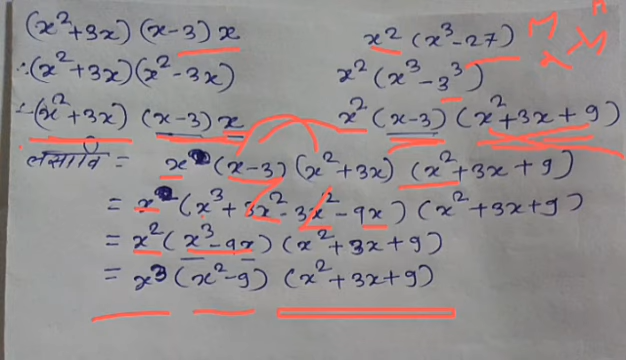 (x²+3x) (x-3) x x² (x³-27)
∴(x²+3x)(x²-3x) x² (x³-3³)
∴(x²+3x) (x-3) x x² (x-3) (x²+3x+9)
लसावि = x² (x-3) (x²+3x) (x²+3x+9)
= x² (x³+3x²-3x²-9x) (x²+3x+9)
= x² (x³-9x) (x²+3x+9)
= x³ (x²-9) (x²+3x+9)